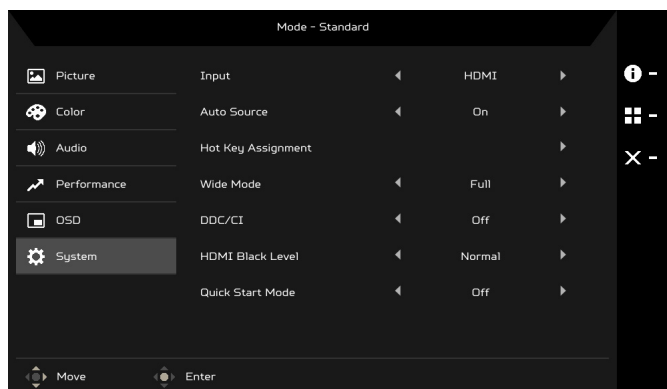 Mode - Standard
Picture
Input HDMI
Color
Auto Source On
Audio
Hot Key Assignment
Performance
Wide Mode Full
OSD
DDC/CI Off
System
HDMI Black Level Normal
Quick Start Mode Off
Move Enter